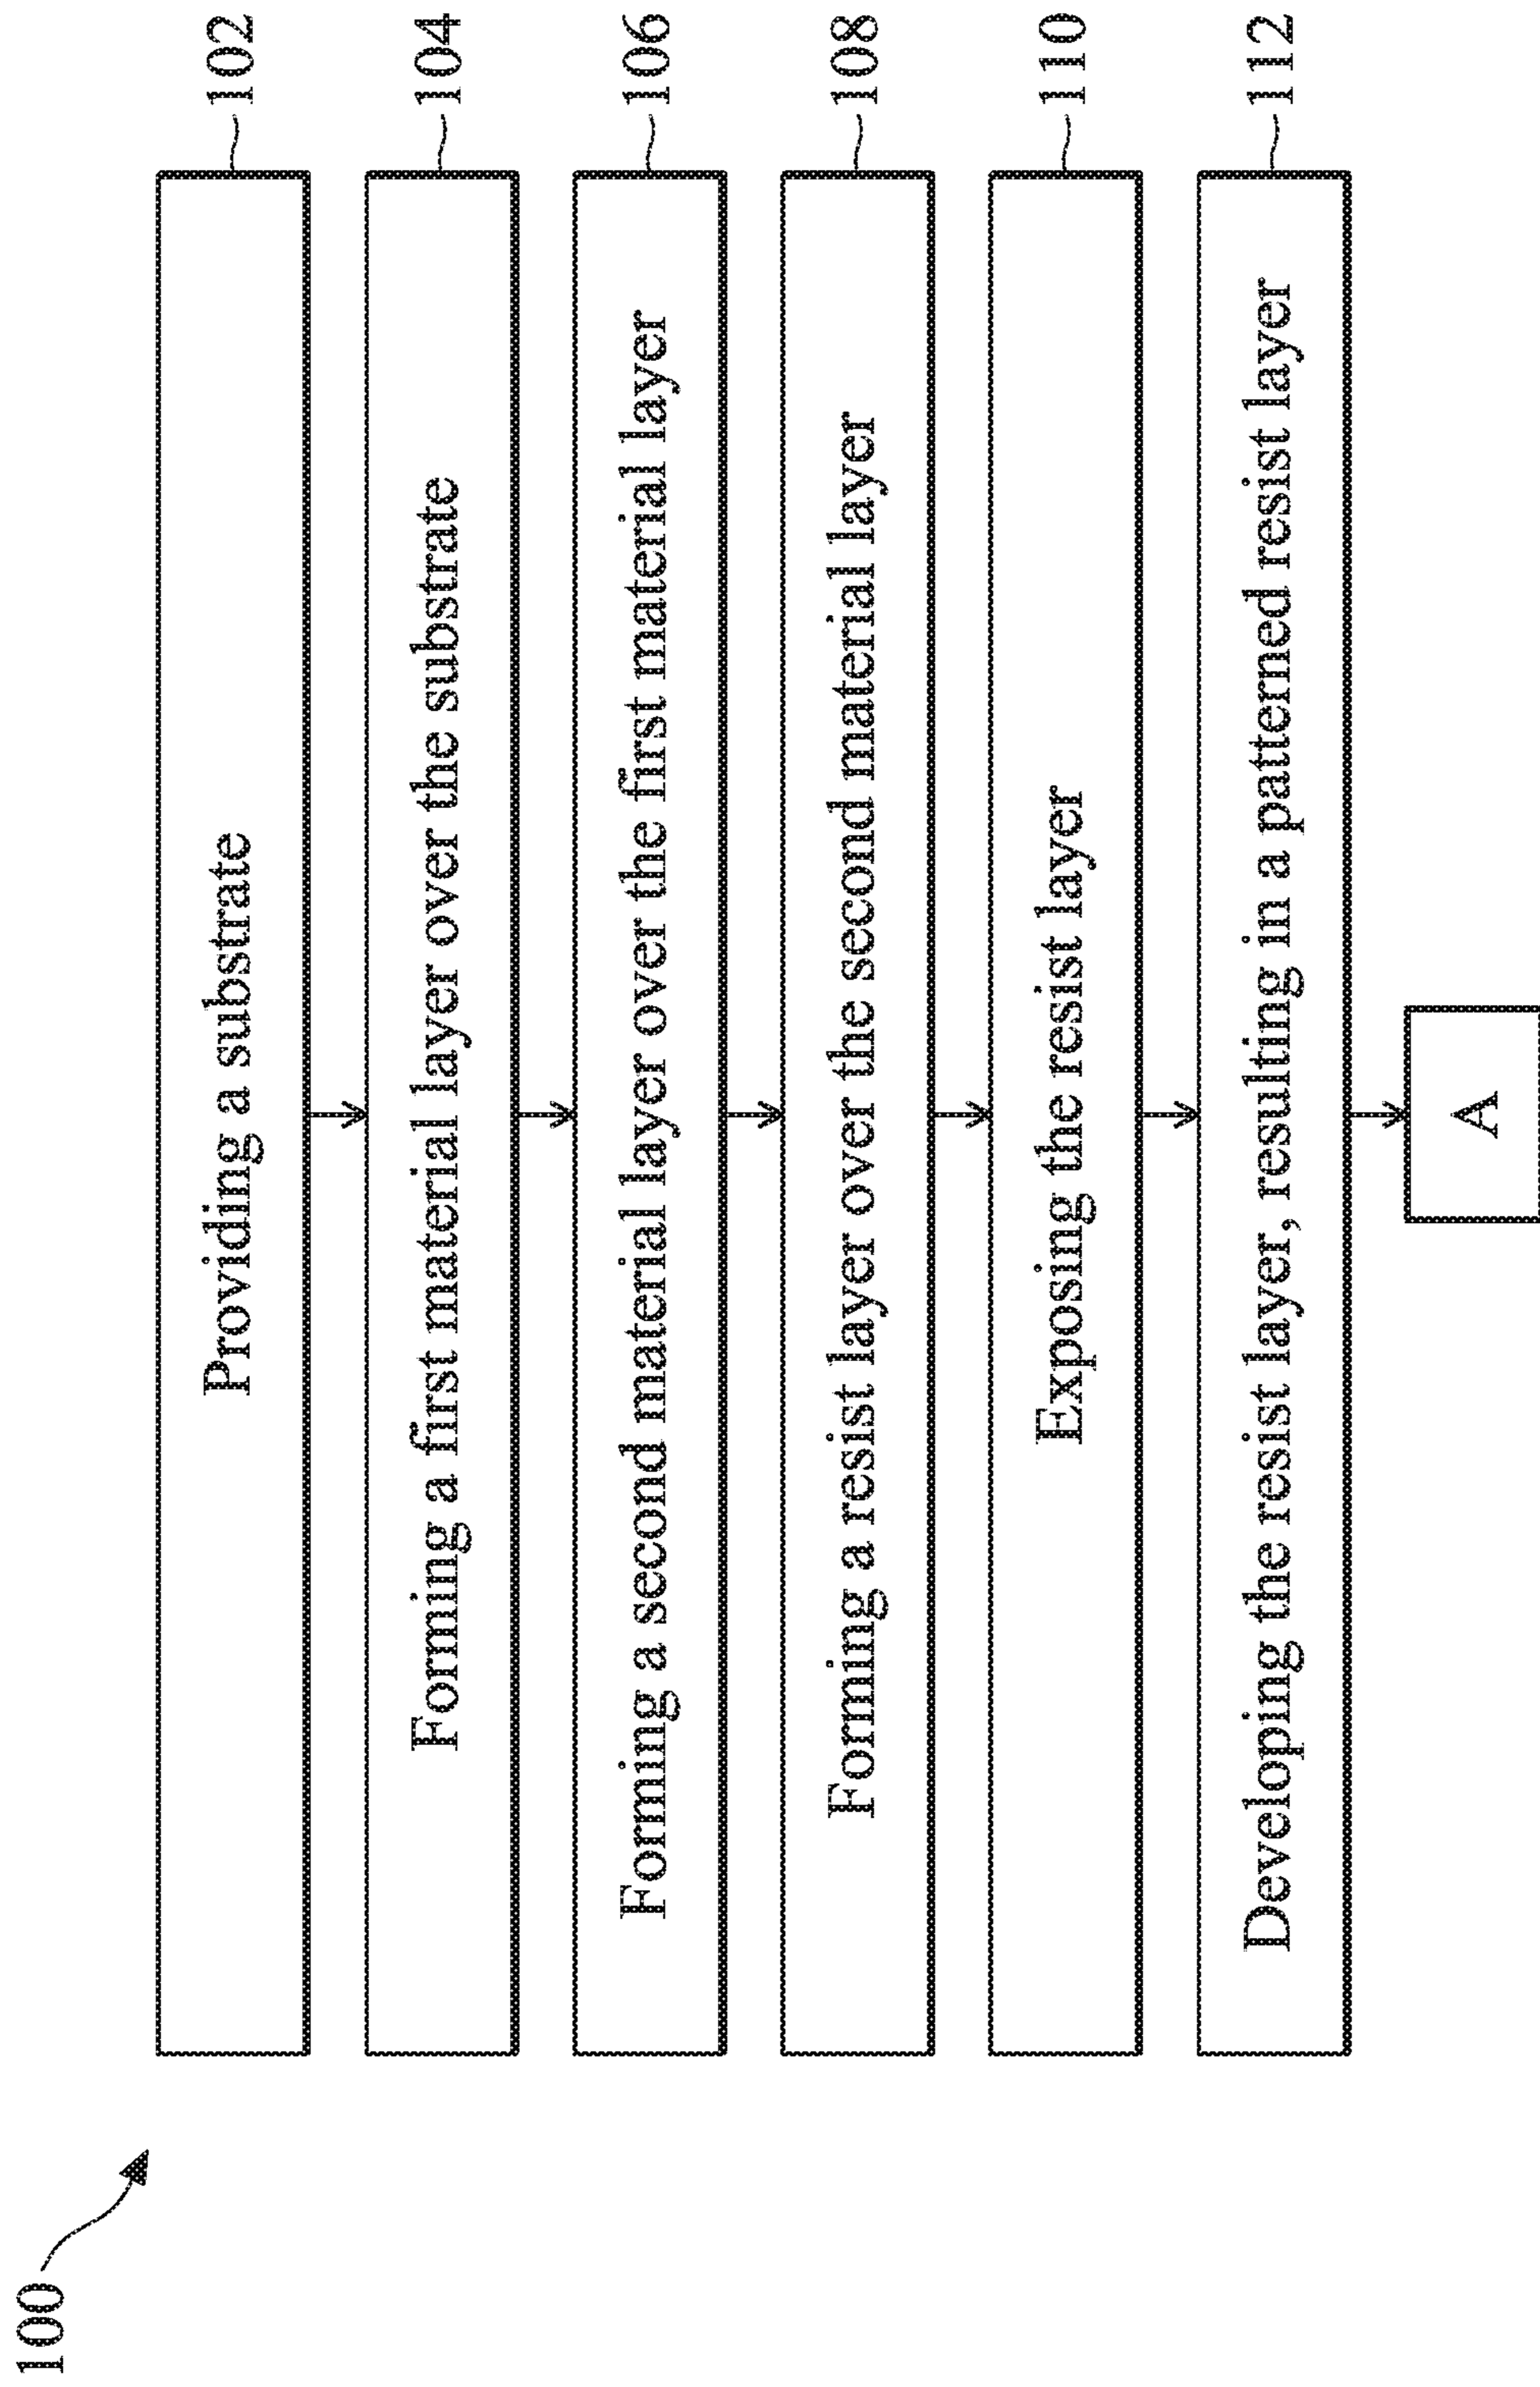 100
Providing a substrate
102
Forming a first material layer over the substrate
104
Forming a second material layer over the first material layer
106
Forming a resist layer over the second material layer
108
Exposing the resist layer
110
Developing the resist layer, resulting in a patterned resist layer
112
A